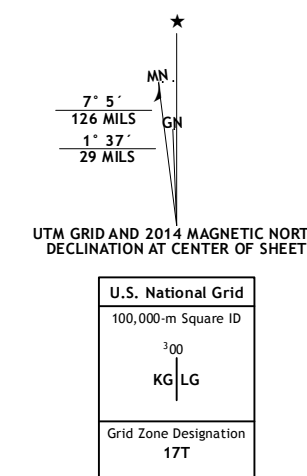 ★
MN
7° 5´
126 MILS
GN
1° 37´
29 MILS
UTM GRID AND 2014 MAGNETIC NORT
DECLINATION AT CENTER OF SHEET
U.S. National Grid
100,000-m Square ID
³00
KG LG
Grid Zone Designation
17T